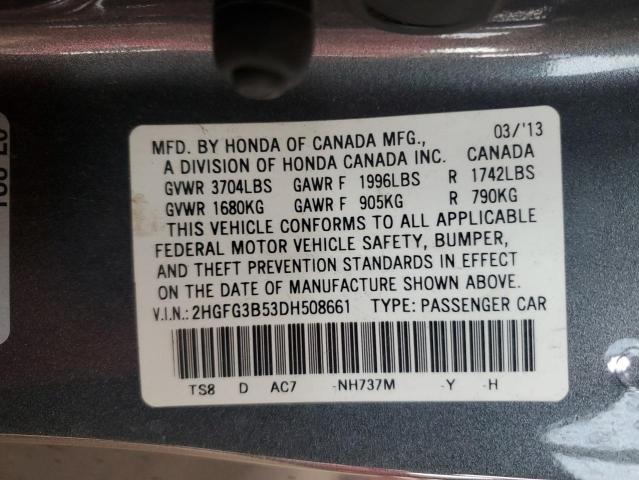 MFD. BY HONDA OF CANADA MFG., 03/'13
A DIVISION OF HONDA CANADA INC. CANADA
GVWR 3704LBS GAWR F 1996LBS R 1742LBS
GVWR 1680KG GAWR F 905KG R 790KG
THIS VEHICLE CONFORMS TO ALL APPLICABLE
FEDERAL MOTOR VEHICLE SAFETY, BUMPER,
AND THEFT PREVENTION STANDARDS IN EFFECT
ON THE DATE OF MANUFACTURE SHOWN ABOVE.
V.I.N.: 2HGFG3B53DH508661 TYPE: PASSENGER CAR
TS8 D AC7 -NH737M -Y -H